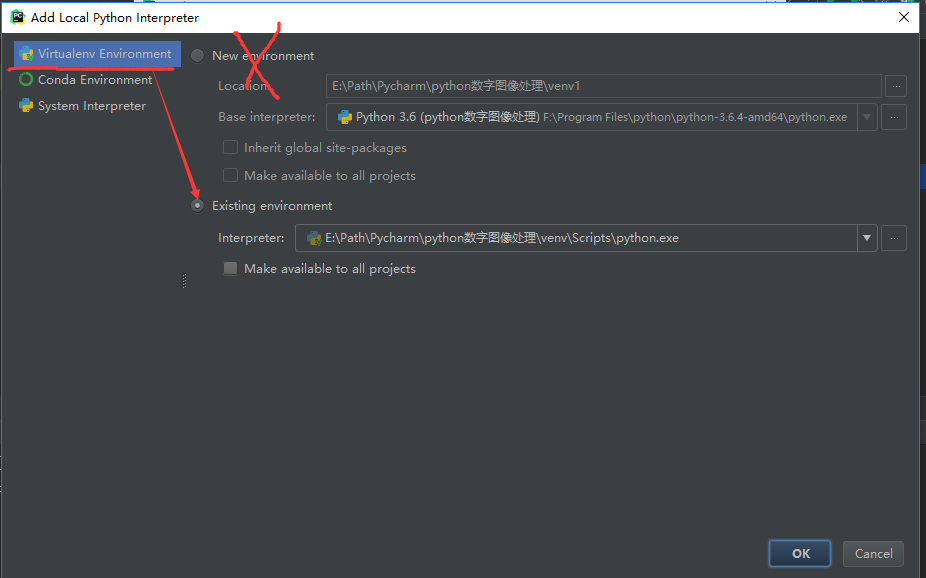 Add Local Python Interpreter
Virtualenv Environment
Conda Environment
System Interpreter
New environment
Location:
E:\Path\Pycharm\python数字图像处理\venv1
...
Base interpreter:
Python 3.6 (python数字图像处理) F:\Program Files\python\python-3.6.4-amd64\python.exe
...
Inherit global site-packages
Make available to all projects
Existing environment
Interpreter:
E:\Path\Pycharm\python数字图像处理\venv\Scripts\python.exe
...
Make available to all projects
OK
Cancel